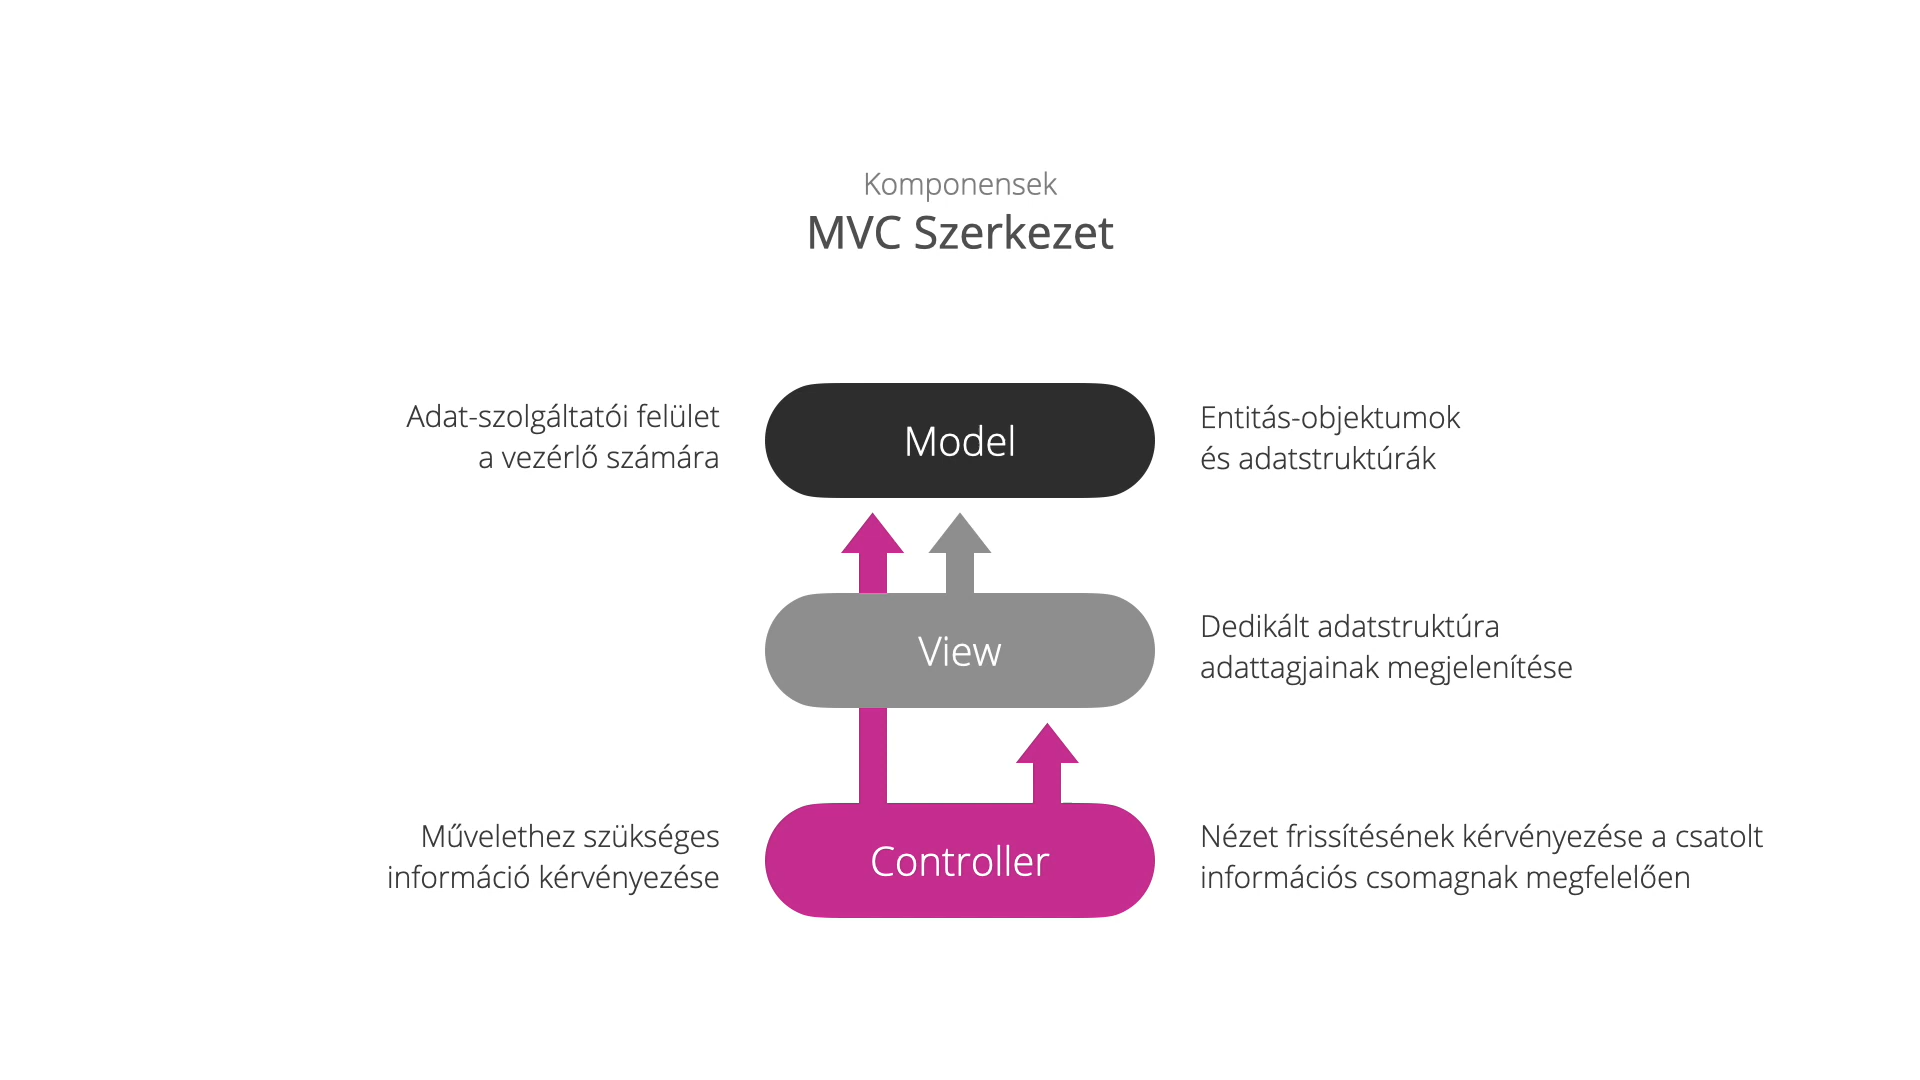 Komponensek
MVC Szerkezet
Adat-szolgáltatói felület
a vezérlő számára
Model
Entitás-objektumok
és adatstruktúrák
View
Dedikált adatstruktúra
adattagjainak megjelenítése
Művelethez szükséges
információ kérvényezése
Controller
Nézet frissítésének kérvényezése a csatolt
információs csomagnak megfelelően